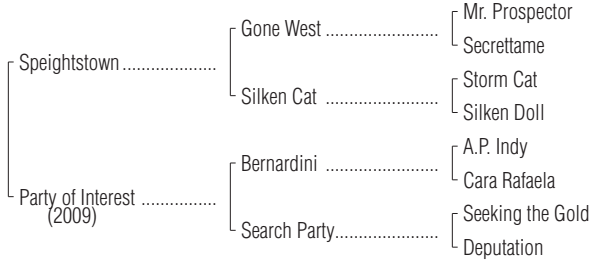 Mr. Prospector
Gone West ........................
Secrettame
Speightstown ....................
Storm Cat
Silken Cat ........................
Silken Doll
A.P. Indy
Bernardini ........................
Cara Rafaela
Party of Interest ................
(2009)
Seeking the Gold
Search Party......................
Deputation